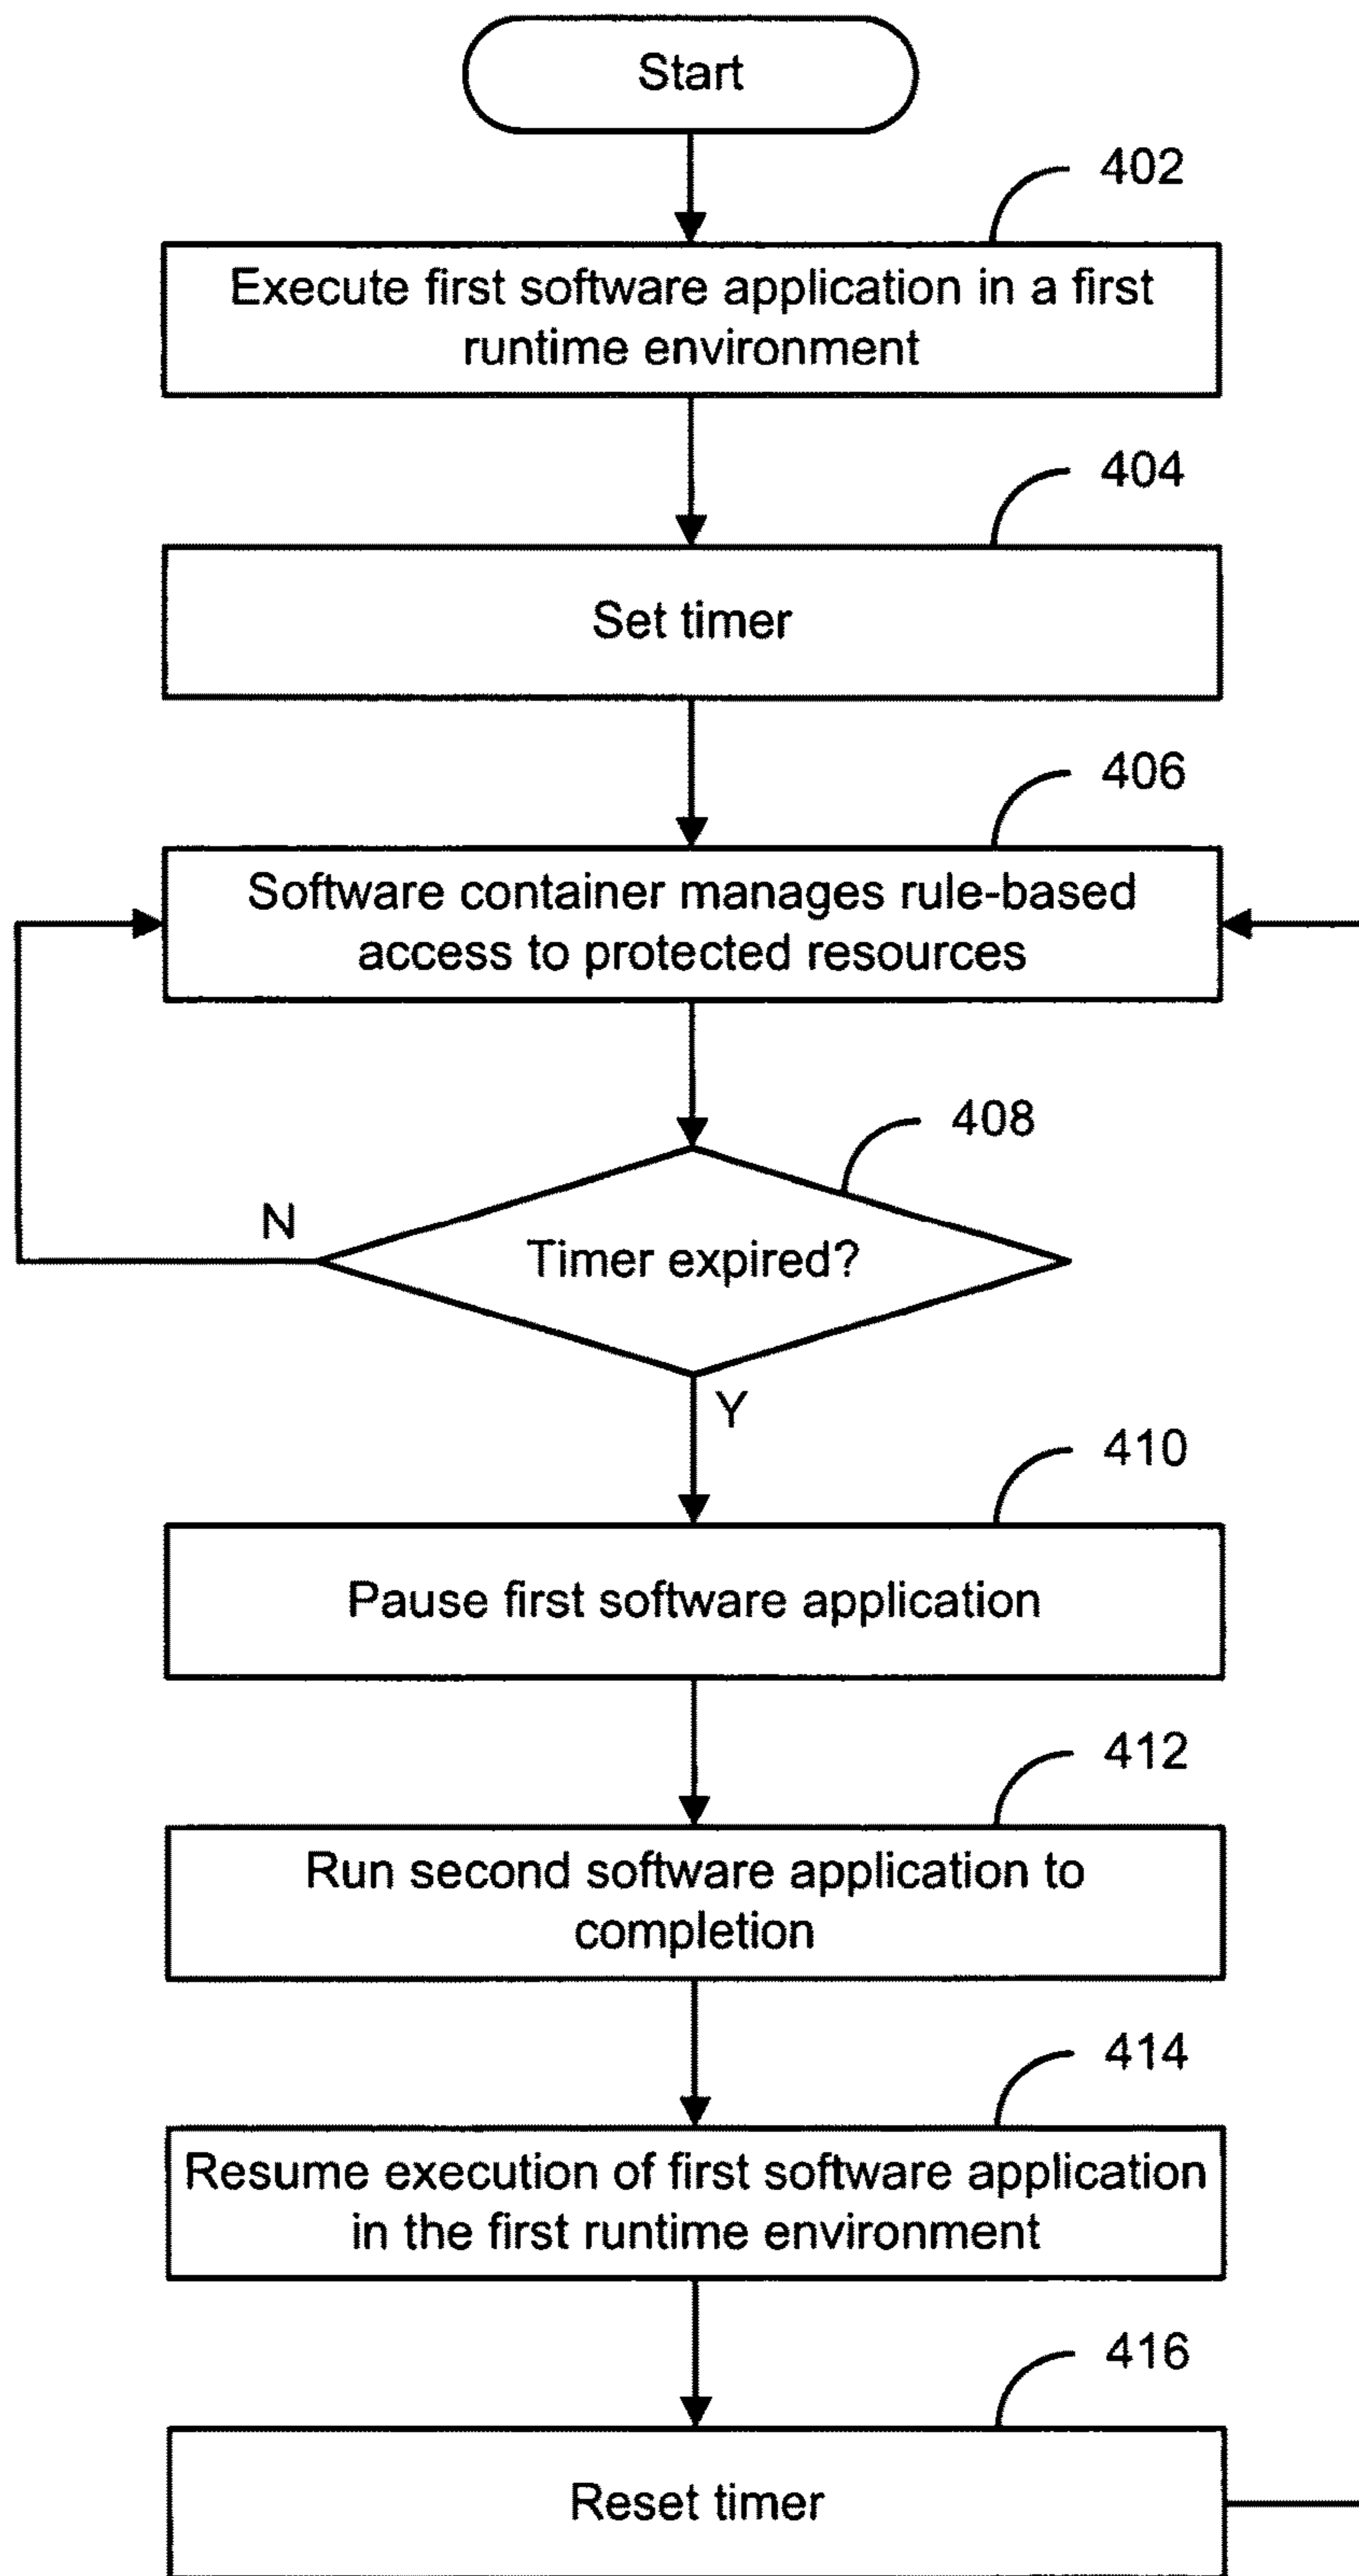 Start
402
Execute first software application in a first
runtime environment
404
Set timer
406
Software container manages rule-based
access to protected resources
408
N
Timer expired?
Y
410
Pause first software application
412
Run second software application to
completion
414
Resume execution of first software application
in the first runtime environment
416
Reset timer